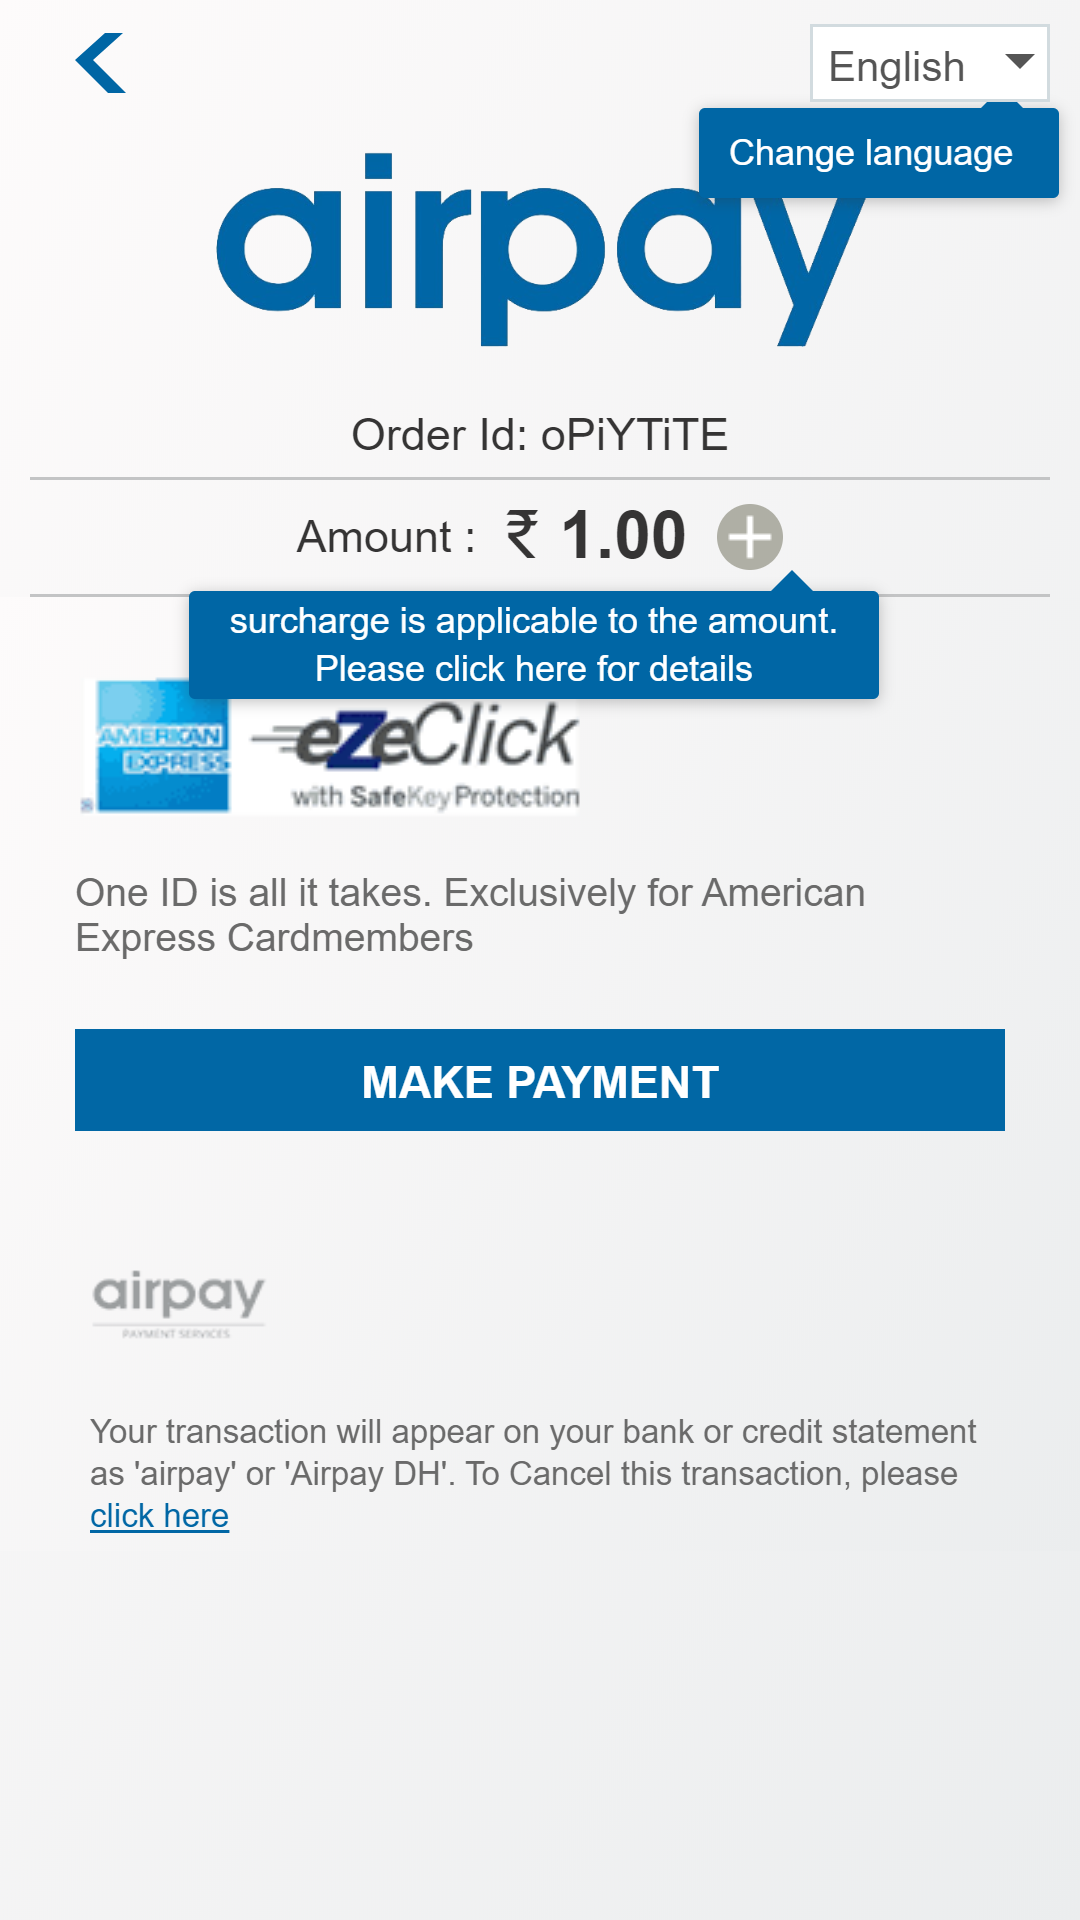 English
Change language
airpay
Order Id: oPiYTiTE
Amount : ₹ 1.00
surcharge is applicable to the amount.
Please click here for details
AMERICAN
EXPRESS
®
ezeClick
with SafeKey Protection
One ID is all it takes. Exclusively for American
Express Cardmembers
MAKE PAYMENT
airpay
PAYMENT SERVICES
Your transaction will appear on your bank or credit statement
as 'airpay' or 'Airpay DH'. To Cancel this transaction, please
click here